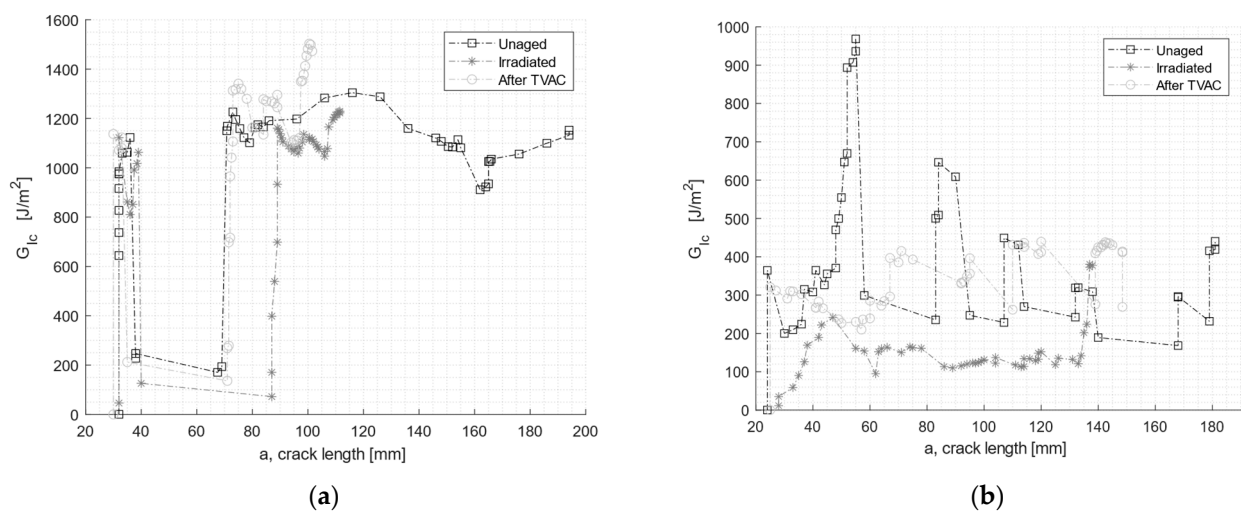 1600
1400
1200
1000
800
600
400
200
0
G_Ic [J/m²]
20 40 60 80 100 120 140 160 180 200
a, crack length [mm]
Unaged
Irradiated
After TVAC
(a)
1000
900
800
700
600
500
400
300
200
100
0
G_Ic [J/m²]
20 40 60 80 100 120 140 160 180
a, crack length [mm]
Unaged
Irradiated
After TVAC
(b)